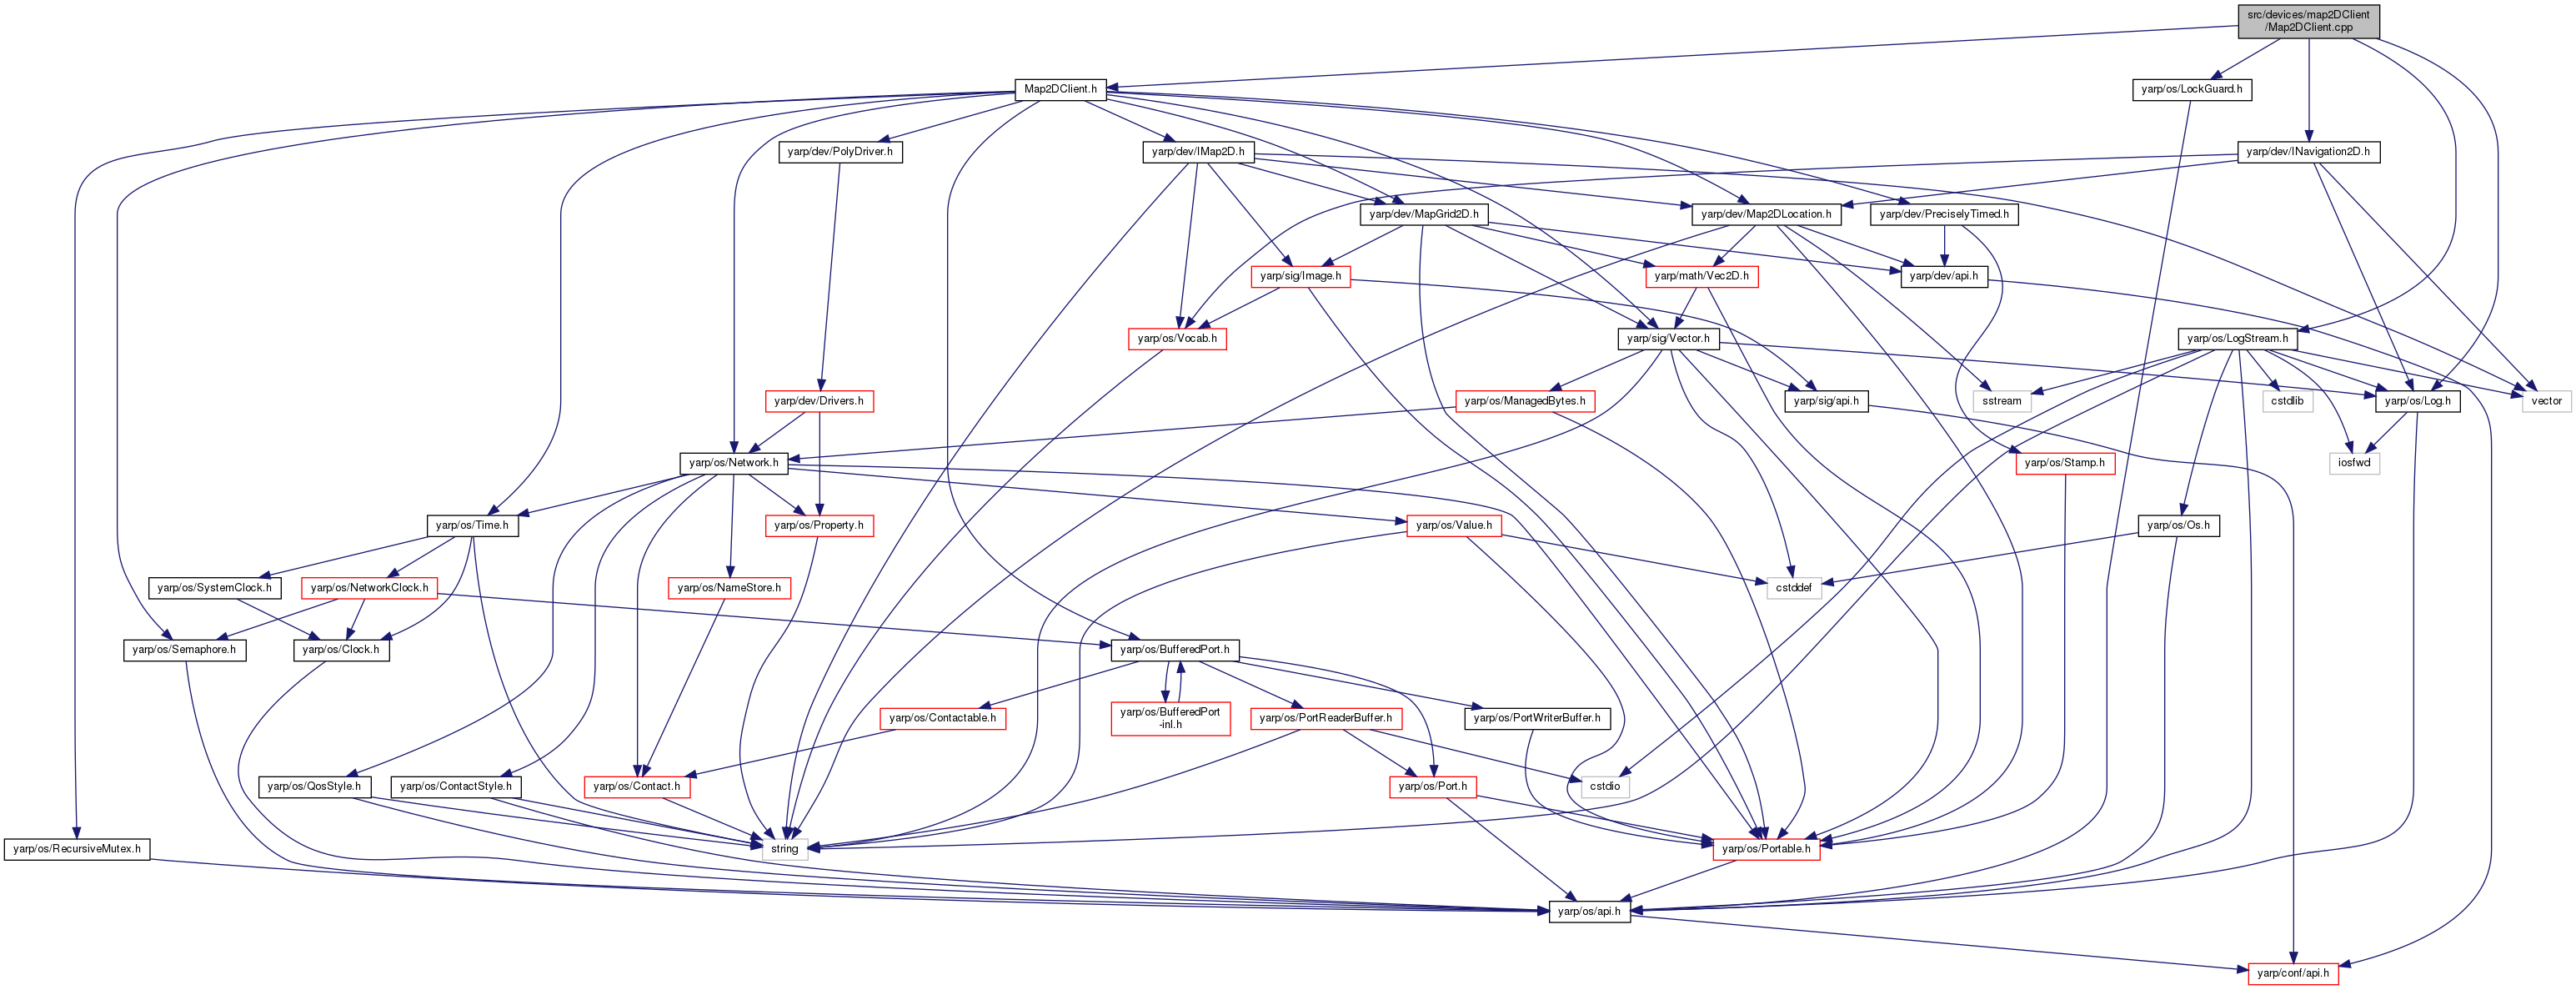 src/devices/map2DClient
/Map2DClient.cpp
Map2DClient.h
yarp/os/LockGuard.h
yarp/dev/PolyDriver.h
yarp/dev/IMap2D.h
yarp/dev/INavigation2D.h
yarp/dev/MapGrid2D.h
yarp/dev/Map2DLocation.h
yarp/dev/PreciselyTimed.h
yarp/sig/Image.h
yarp/math/Vec2D.h
yarp/dev/api.h
yarp/os/Vocab.h
yarp/sig/Vector.h
yarp/os/LogStream.h
yarp/dev/Drivers.h
yarp/os/ManagedBytes.h
yarp/sig/api.h
sstream
cstdlib
yarp/os/Log.h
vector
yarp/os/Network.h
yarp/os/Stamp.h
iosfwd
yarp/os/Time.h
yarp/os/Property.h
yarp/os/Value.h
yarp/os/Os.h
yarp/os/SystemClock.h
yarp/os/NetworkClock.h
yarp/os/NameStore.h
cstddef
yarp/os/Semaphore.h
yarp/os/Clock.h
yarp/os/BufferedPort.h
yarp/os/Contactable.h
yarp/os/BufferedPort
-inl.h
yarp/os/PortReaderBuffer.h
yarp/os/PortWriterBuffer.h
yarp/os/QosStyle.h
yarp/os/ContactStyle.h
yarp/os/Contact.h
yarp/os/Port.h
cstdio
yarp/os/RecursiveMutex.h
string
yarp/os/Portable.h
yarp/os/api.h
yarp/conf/api.h